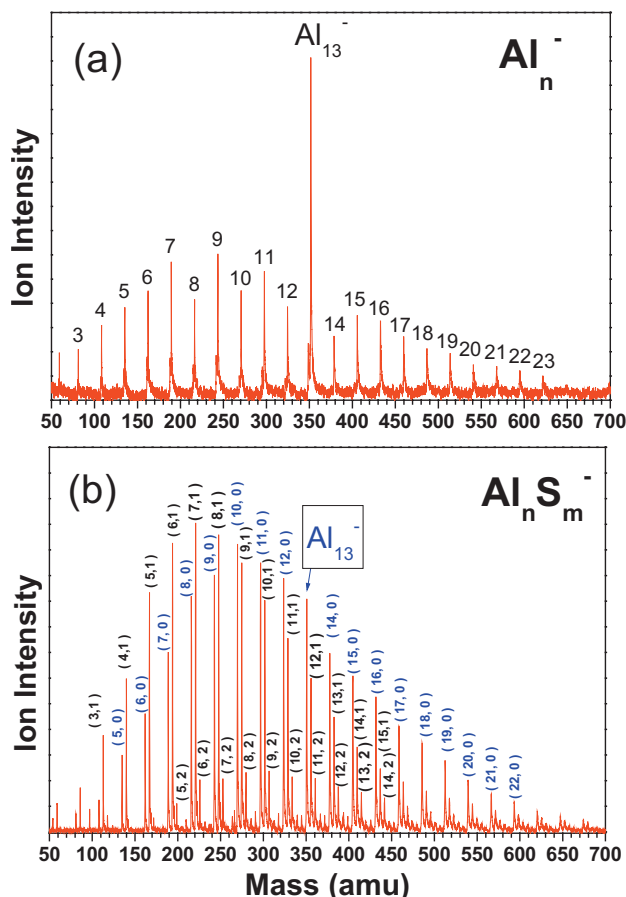 (a)
Al13-
Aln-
Ion Intensity
3 4 5 6 7 8 9 10 11 12 14 15 16 17 18 19 20 21 22 23
50 100 150 200 250 300 350 400 450 500 550 600 650 700
(b)
AlnSm-
Al13-
Ion Intensity
(3,1) (5, 0) (4,1) (6, 0) (5,1) (7, 0) (6,1) (5, 2) (8, 0) (7,1) (6, 2) (9, 0) (8,1) (7, 2) (10, 0) (9,1) (8, 2) (11, 0) (10,1) (9, 2) (12, 0) (11,1) (10, 2) (12,1) (11, 2) (14, 0) (13,1) (12, 2) (15, 0) (14,1) (13, 2) (16, 0) (15,1) (14, 2) (17, 0) (18, 0) (19, 0) (20, 0) (21, 0) (22, 0)
50 100 150 200 250 300 350 400 450 500 550 600 650 700
Mass (amu)